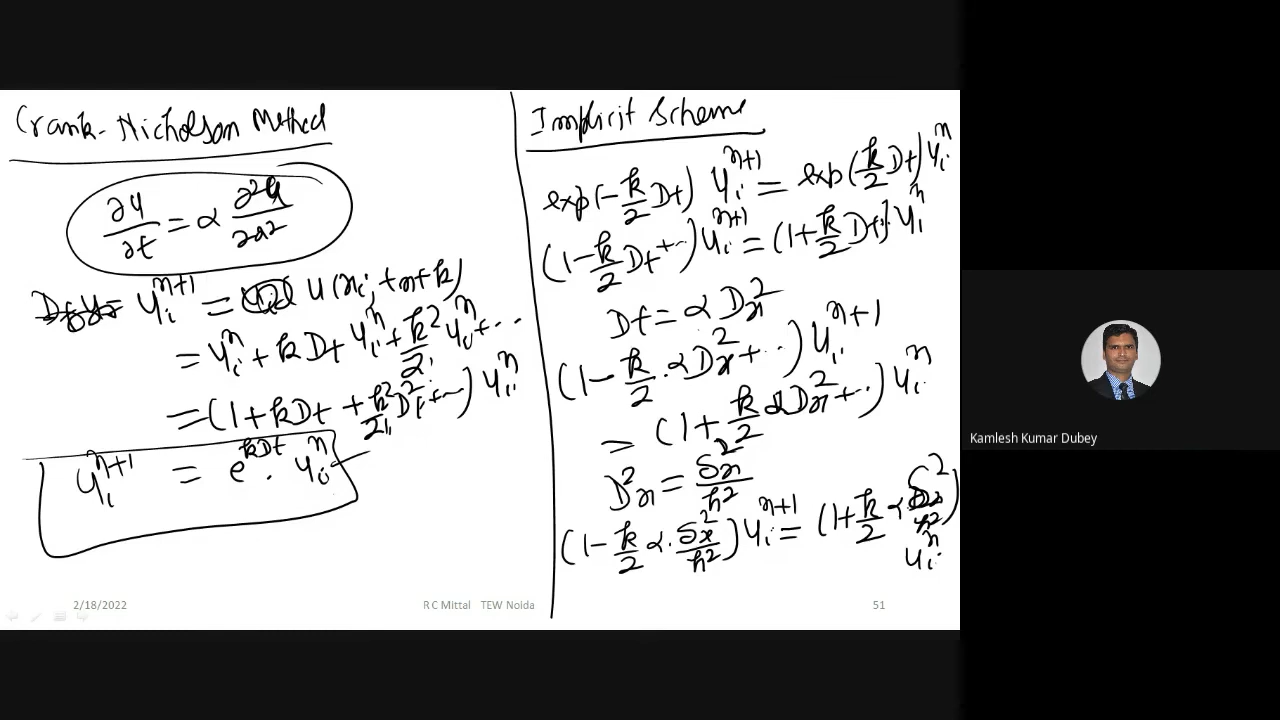 Crank-Nicholson Method
∂u/∂t = α ∂²u/∂x²
u_i^{n+1} = u(x_i, t_n+k)
= u_i^n + k D_t u_i^n + k²/2! u_i^n + ...
= (1 + k D_t + k²/2! D_t² + ...) u_i^n
u_i^{n+1} = e^{k D_t} . u_i^n
Implicit Scheme
exp(-k/2 D_t) u_i^{n+1} = exp(k/2 D_t) u_i^n
(1 - k/2 D_t + ...) u_i^{n+1} = (1 + k/2 D_t + ..) u_i^n
D_t = α D_x²
(1 - k/2 . α D_x² + ..) u_i^{n+1}
= (1 + k/2 α D_x² + ..) u_i^n
D_x² = δ_x²/h²
(1 - k/2 α . δ_x²/h²) u_i^{n+1} = (1 + k/2 α δ_x²/h²)
u_i^n
2/18/2022 R C Mittal TEW Noida 51
Kamlesh Kumar Dubey